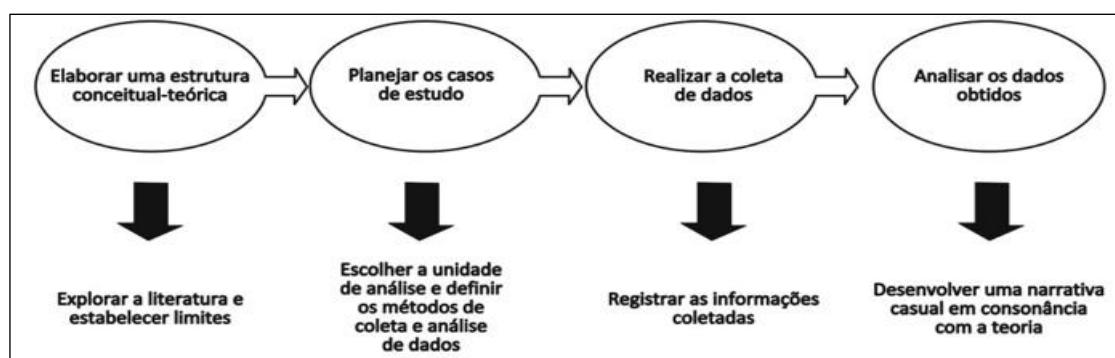 Elaborar uma estrutura
conceitual-teórica
Planejar os casos
de estudo
Realizar a coleta
de dados
Analisar os dados
obtidos
Explorar a literatura e
estabelecer limites
Escolher a unidade
de análise e definir
os métodos de
coleta e análise
de dados
Registrar as informações
coletadas
Desenvolver uma narrativa
casual em consonância
com a teoria